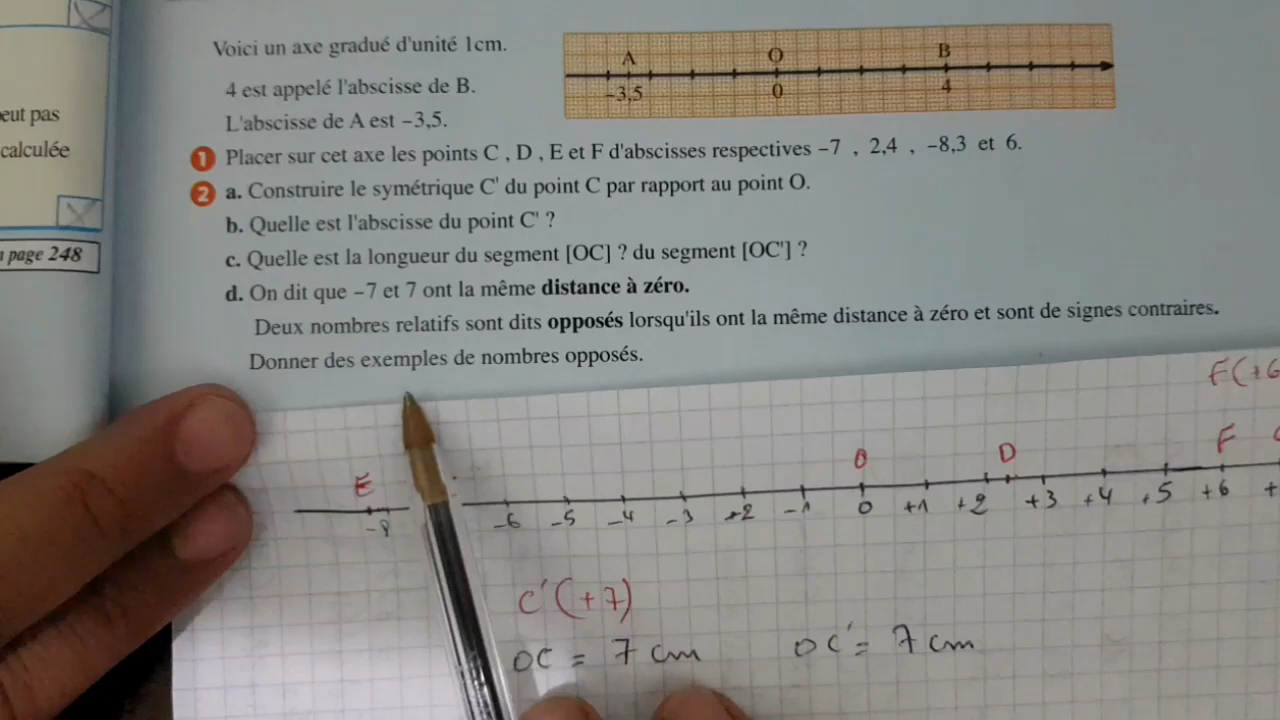 eut pas
calculée
page 248
Voici un axe gradué d'unité 1cm.
4 est appelé l'abscisse de B.
L'abscisse de A est −3,5.
A O B
−3,5 0 4
1 Placer sur cet axe les points C , D , E et F d'abscisses respectives −7 , 2,4 , −8,3 et 6.
2 a. Construire le symétrique C' du point C par rapport au point O.
b. Quelle est l'abscisse du point C' ?
c. Quelle est la longueur du segment [OC] ? du segment [OC'] ?
d. On dit que −7 et 7 ont la même distance à zéro.
Deux nombres relatifs sont dits opposés lorsqu'ils ont la même distance à zéro et sont de signes contraires.
Donner des exemples de nombres opposés.
F(+6
E O D F
−8 −6 −5 −4 −3 -2 −1 0 +1 +2 +3 +4 +5 +6 +
C'(+7)
OC = 7 cm OC' = 7 cm